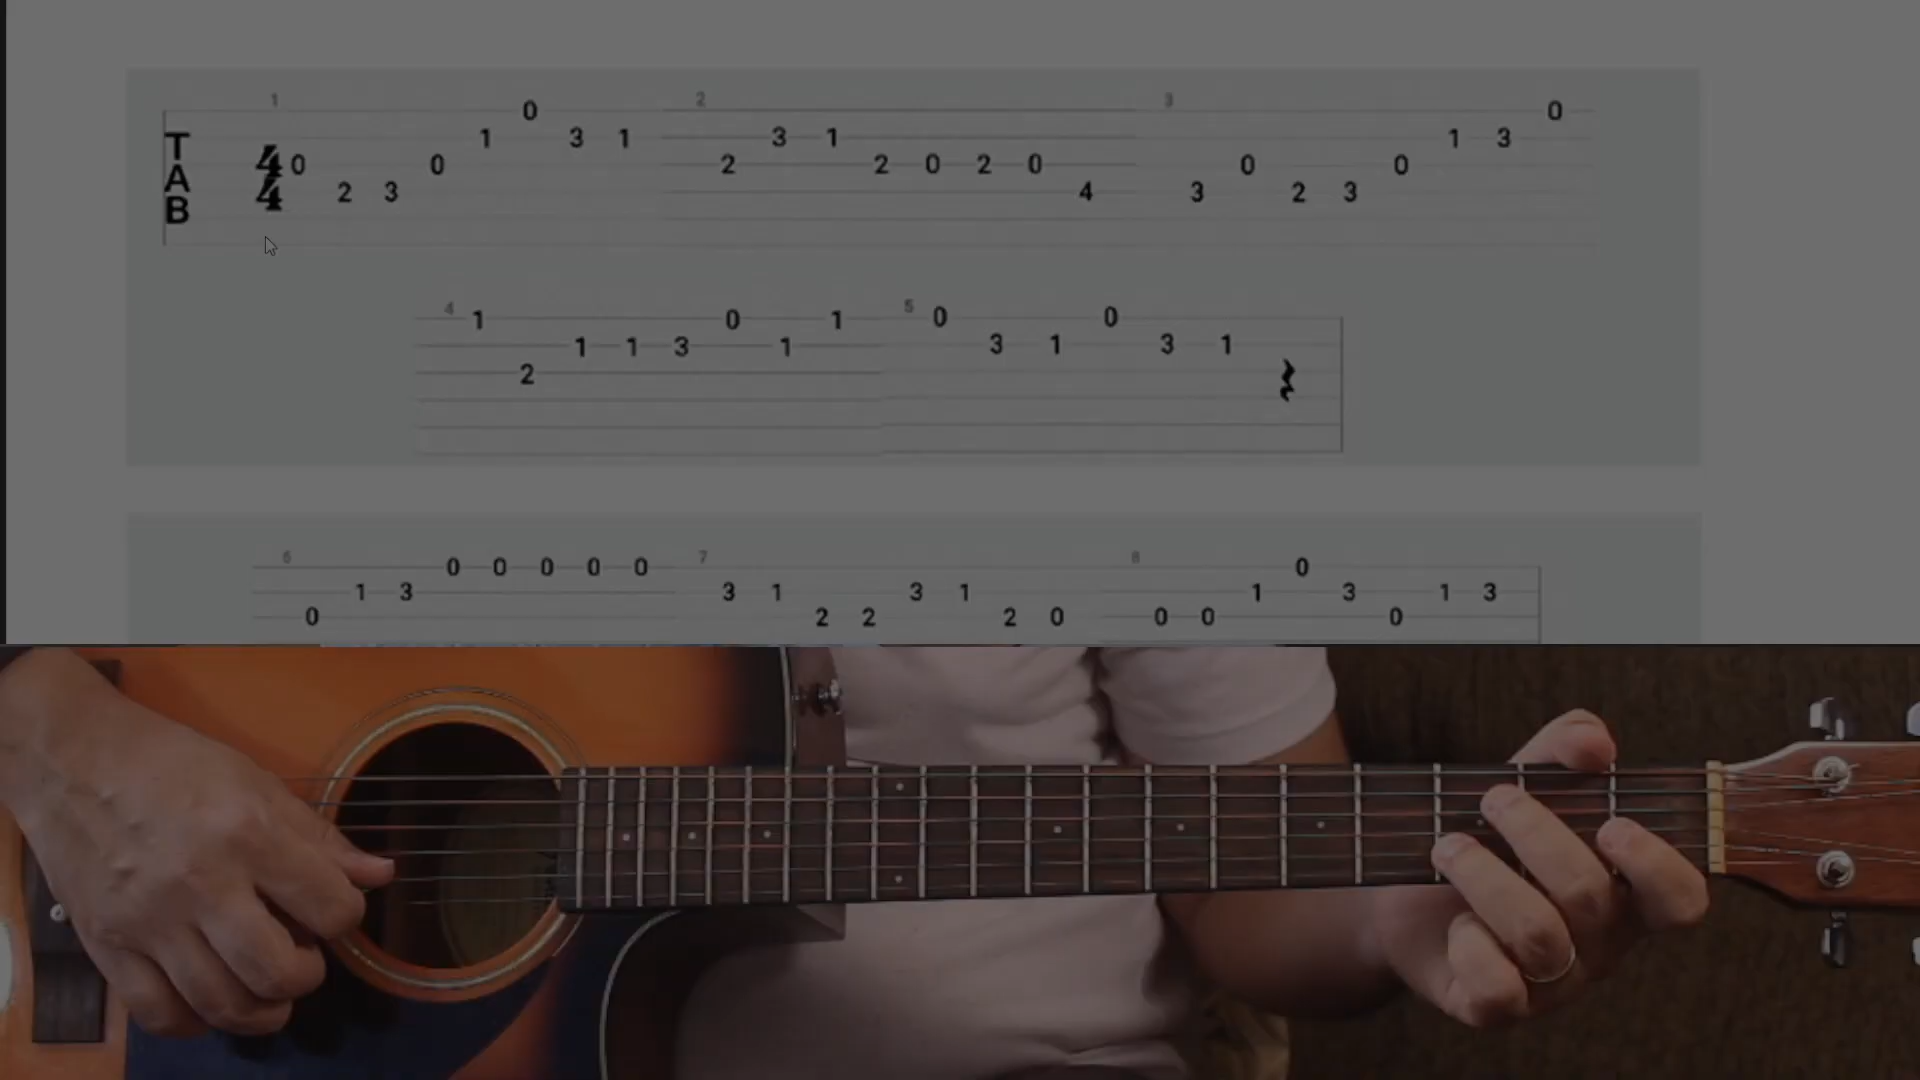 1 2 3
0 0
T 1 3 1 3 1 1 3
A 4 0 0 2 2 0 2 0 0 0
B 4 2 3 4 3 2 3
4 1 0 1 5 0 0
1 1 3 1 3 1 3 1
2
6 0 0 0 0 0 7 8 0
1 3 3 1 3 1 1 3 1 3
0 2 2 2 0 0 0 0